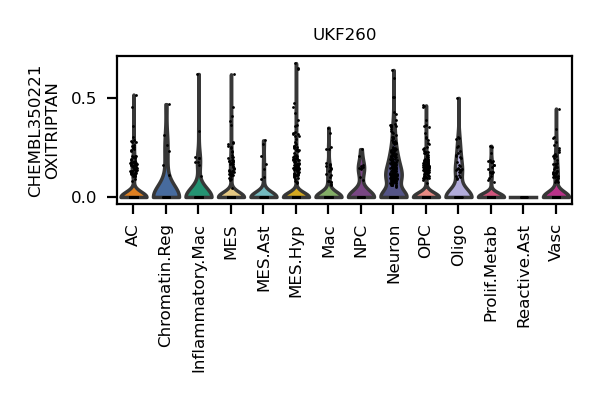 UKF260
CHEMBL350221
OXITRIPTAN
0.5
0.0
AC
Chromatin.Reg
Inflammatory.Mac
MES
MES.Ast
MES.Hyp
Mac
NPC
Neuron
OPC
Oligo
Prolif.Metab
Reactive.Ast
Vasc